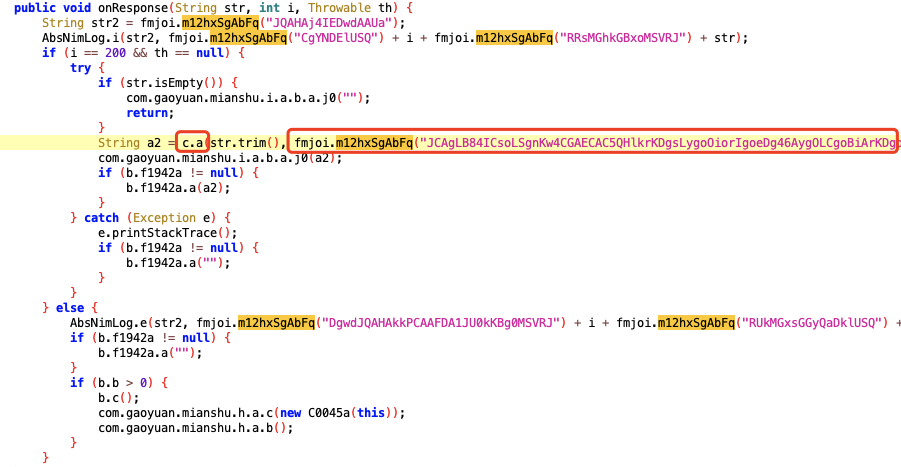 public void onResponse(String str, int i, Throwable th) {
String str2 = fmjoi.m12hxSgAbFq("JQAHAj4IEDwdAAUa");
AbsNimLog.i(str2, fmjoi.m12hxSgAbFq("CgYNDElUSQ") + i + fmjoi.m12hxSgAbFq("RRsMGhkGBxoMSVRJ") + str);
if (i == 200 && th == null) {
try {
if (str.isEmpty()) {
com.gaoyuan.mianshu.i.a.b.a.j0("");
return;
}
String a2 = c.a(str.trim(), fmjoi.m12hxSgAbFq("JCAgLB84ICsoLSgnKw4CGAECAC5QHlkrKDgsLygoOiorIgoeDg46AygOLCgoBiArKDg
com.gaoyuan.mianshu.i.a.b.a.j0(a2);
if (b.f1942a != null) {
b.f1942a.a(a2);
}
} catch (Exception e) {
e.printStackTrace();
if (b.f1942a != null) {
b.f1942a.a("");
}
}
} else {
AbsNimLog.e(str2, fmjoi.m12hxSgAbFq("DgwdJQAHAkkPCAAFDA1JU0kKBg0MSVRJ") + i + fmjoi.m12hxSgAbFq("RUkMGxsGGyQaDklUSQ") +
if (b.f1942a != null) {
b.f1942a.a("");
}
if (b.b > 0) {
b.c();
com.gaoyuan.mianshu.h.a.c(new C0045a(this));
com.gaoyuan.mianshu.h.a.b();
}
}